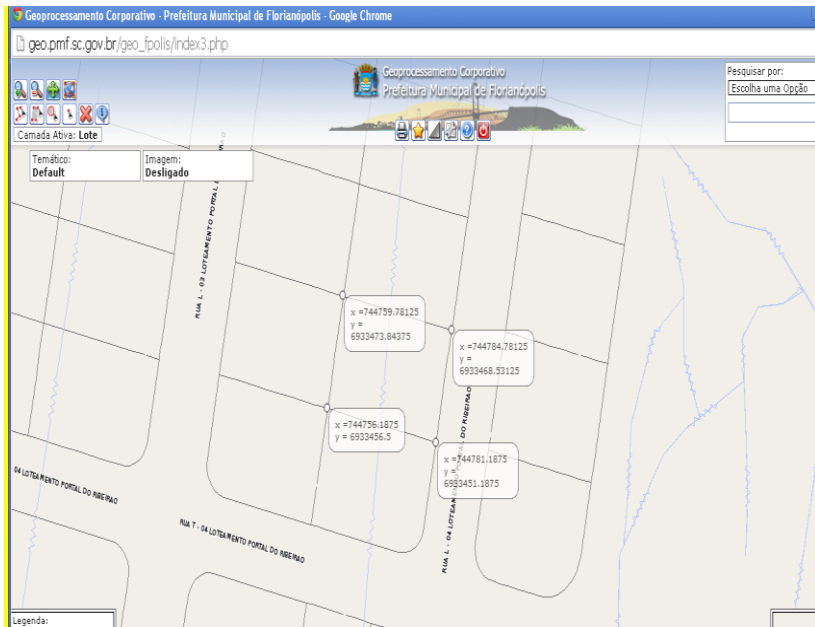 Geoprocessamento Corporativo - Prefeitura Municipal de Florianópolis - Google Chrome
geo.pmf.sc.gov.br/geo_fpolis/index3.php
Geoprocessamento Corporativo
Prefeitura Municipal de Florianópolis
Pesquisar por:
Escolha uma Opção
Camada Ativa: Lote
Temático:
Default
Imagem:
Desligado
RUA L - 03 LOTEAMENTO PORTAL
x =744759.78125
y =
6933473.84375
x =744784.78125
y =
6933468.53125
x =744756.1875
y = 6933456.5
x =744781.1875
y =
6933451.1875
04 LOTEAMENTO PORTAL DO RIBEIRAO
RUA T - 04 LOTEAMENTO PORTAL DO RIBEIRAO
RUA L - 04 LOTEAMENTO PORTAL DO RIBEIRAO
Legenda: